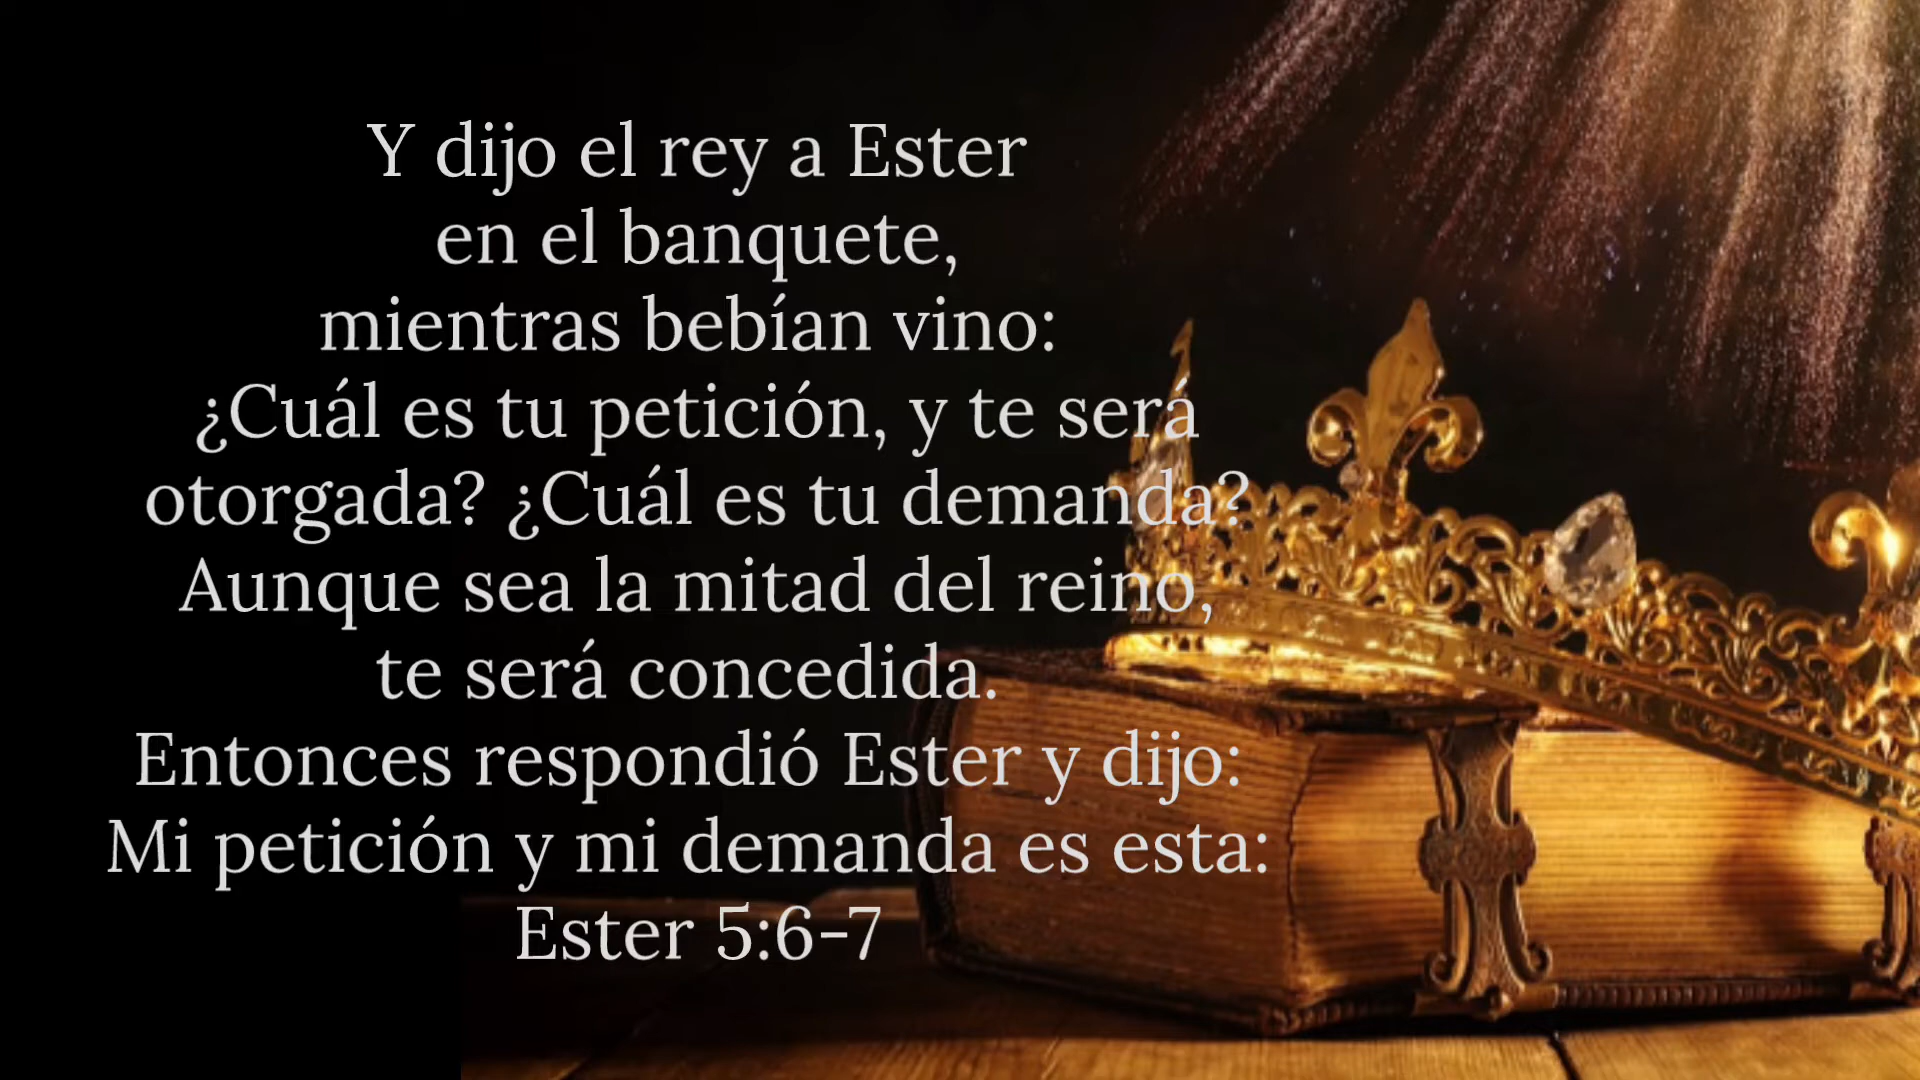 Y dijo el rey a Ester
en el banquete,
mientras bebían vino:
¿Cuál es tu petición, y te será
otorgada? ¿Cuál es tu demanda?
Aunque sea la mitad del reino,
te será concedida.
Entonces respondió Ester y dijo:
Mi petición y mi demanda es esta:
Ester 5:6-7